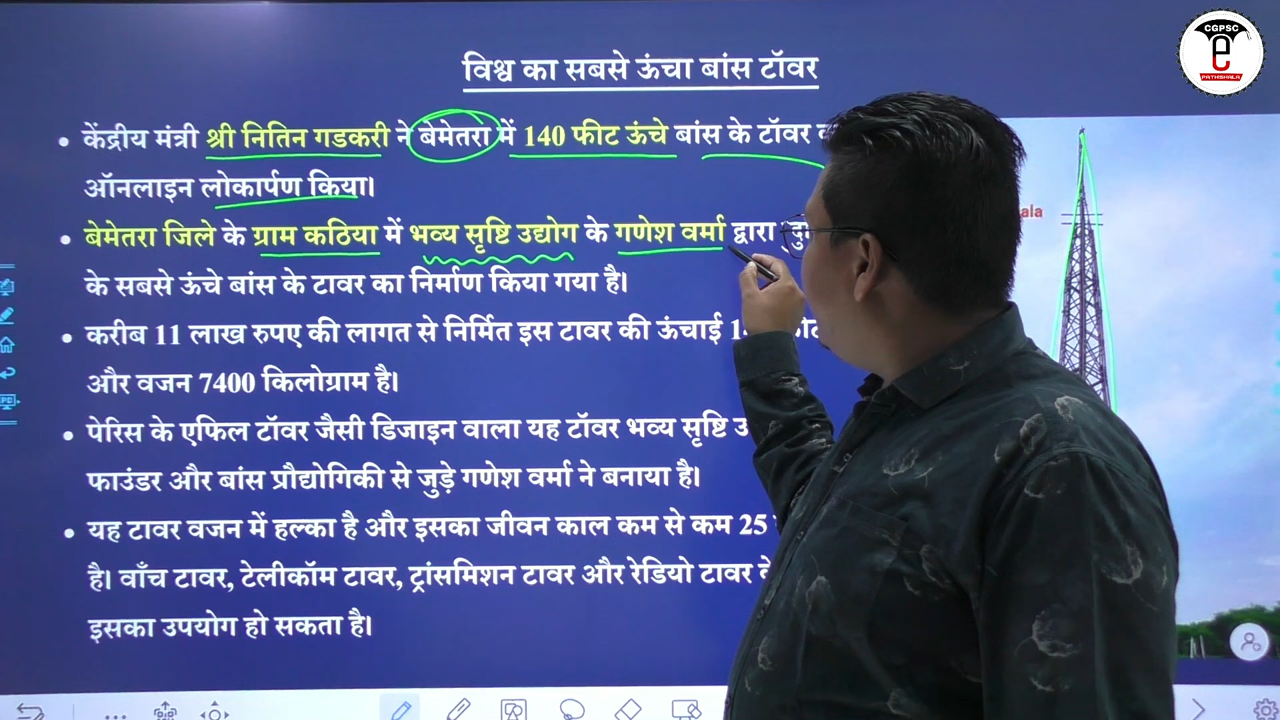 CGPSC
e
PATHSHALA
विश्व का सबसे ऊंचा बांस टॉवर
केंद्रीय मंत्री श्री नितिन गडकरी ने बेमेतरा में 140 फीट ऊंचे बांस के टॉवर
ऑनलाइन लोकार्पण किया।
बेमेतरा जिले के ग्राम कठिया में भव्य सृष्टि उद्योग के गणेश वर्मा द्वारा
के सबसे ऊंचे बांस के टावर का निर्माण किया गया है।
करीब 11 लाख रुपए की लागत से निर्मित इस टावर की ऊंचाई
और वजन 7400 किलोग्राम है।
पेरिस के एफिल टॉवर जैसी डिजाइन वाला यह टॉवर भव्य सृष्टि
फाउंडर और बांस प्रौद्योगिकी से जुड़े गणेश वर्मा ने बनाया है।
यह टावर वजन में हल्का है और इसका जीवन काल कम से कम 25
है। वाँच टावर, टेलीकॉम टावर, ट्रांसमिशन टावर और रेडियो टावर
इसका उपयोग हो सकता है।